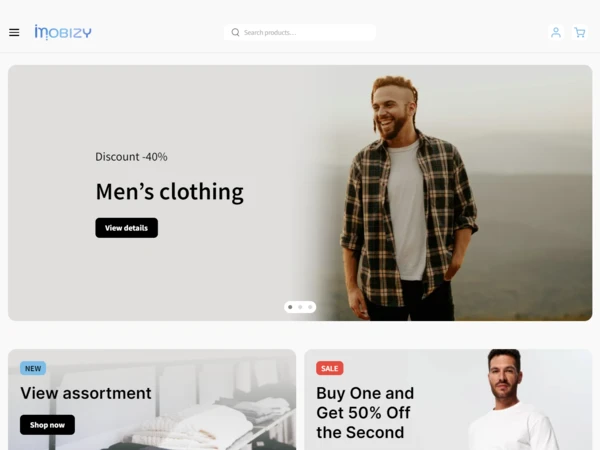 iMOBIZY
Search products...
Discount -40%
Men’s clothing
View details
NEW
View assortment
Shop now
SALE
Buy One and
Get 50% Off
the Second